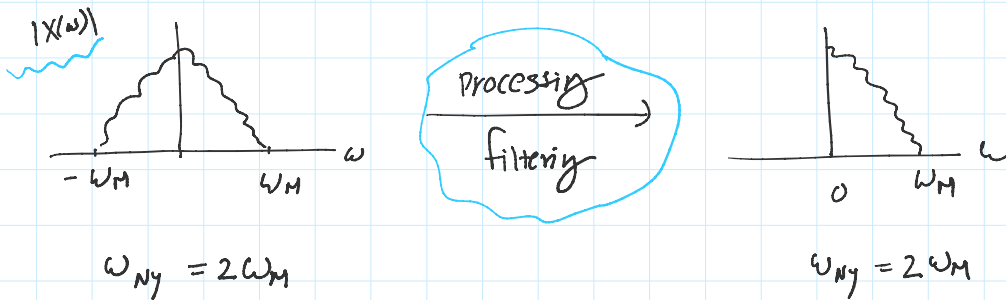 |X(ω)|
processing
filtering
-ωM ωM ω
0 ωM ω
ωNy = 2ωM
ωNy = 2ωM